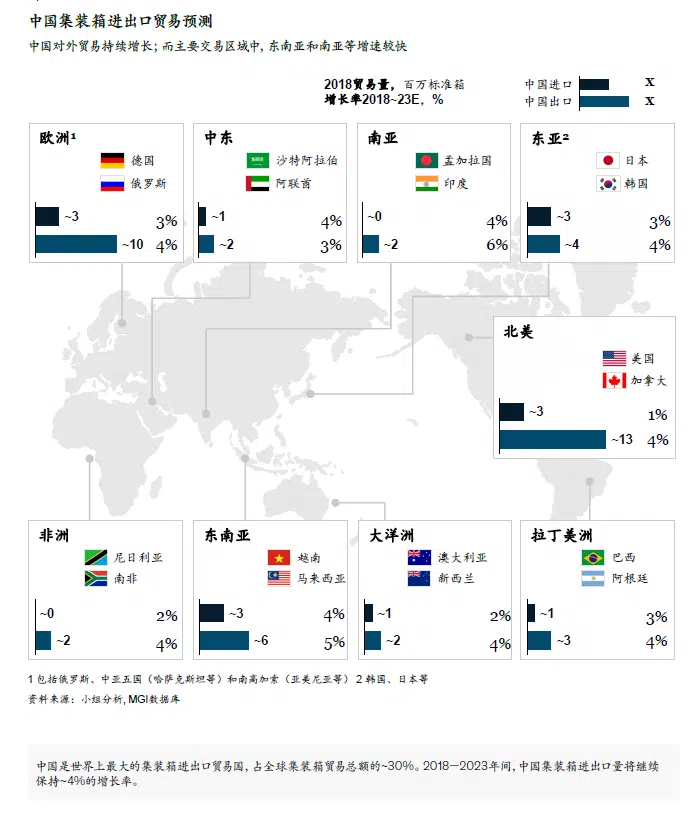 中国集装箱进出口贸易预测
中国对外贸易持续增长；而主要交易区域中，东南亚和南亚等增速较快
2018贸易量，百万标准箱
增长率2018~23E，%
中国进口 X
中国出口 X
欧洲¹
德国
俄罗斯
~3 3%
~10 4%
中东
沙特阿拉伯
阿联酋
~1 4%
~2 3%
南亚
孟加拉国
印度
~0 4%
~2 6%
东亚²
日本
韩国
~3 3%
~4 4%
北美
美国
加拿大
~3 1%
~13 4%
非洲
尼日利亚
南非
~0 2%
~2 4%
东南亚
越南
马来西亚
~3 4%
~6 5%
大洋洲
澳大利亚
新西兰
~1 2%
~2 4%
拉丁美洲
巴西
阿根廷
~1 3%
~3 4%
1 包括俄罗斯、中亚五国（哈萨克斯坦等）和南高加索（亚美尼亚等） 2 韩国、日本等
资料来源：小组分析, MGI数据库
中国是世界上最大的集装箱进出口贸易国，占全球集装箱贸易总额的~30%。2018—2023年间，中国集装箱进出口量将继续
保持~4%的增长率。